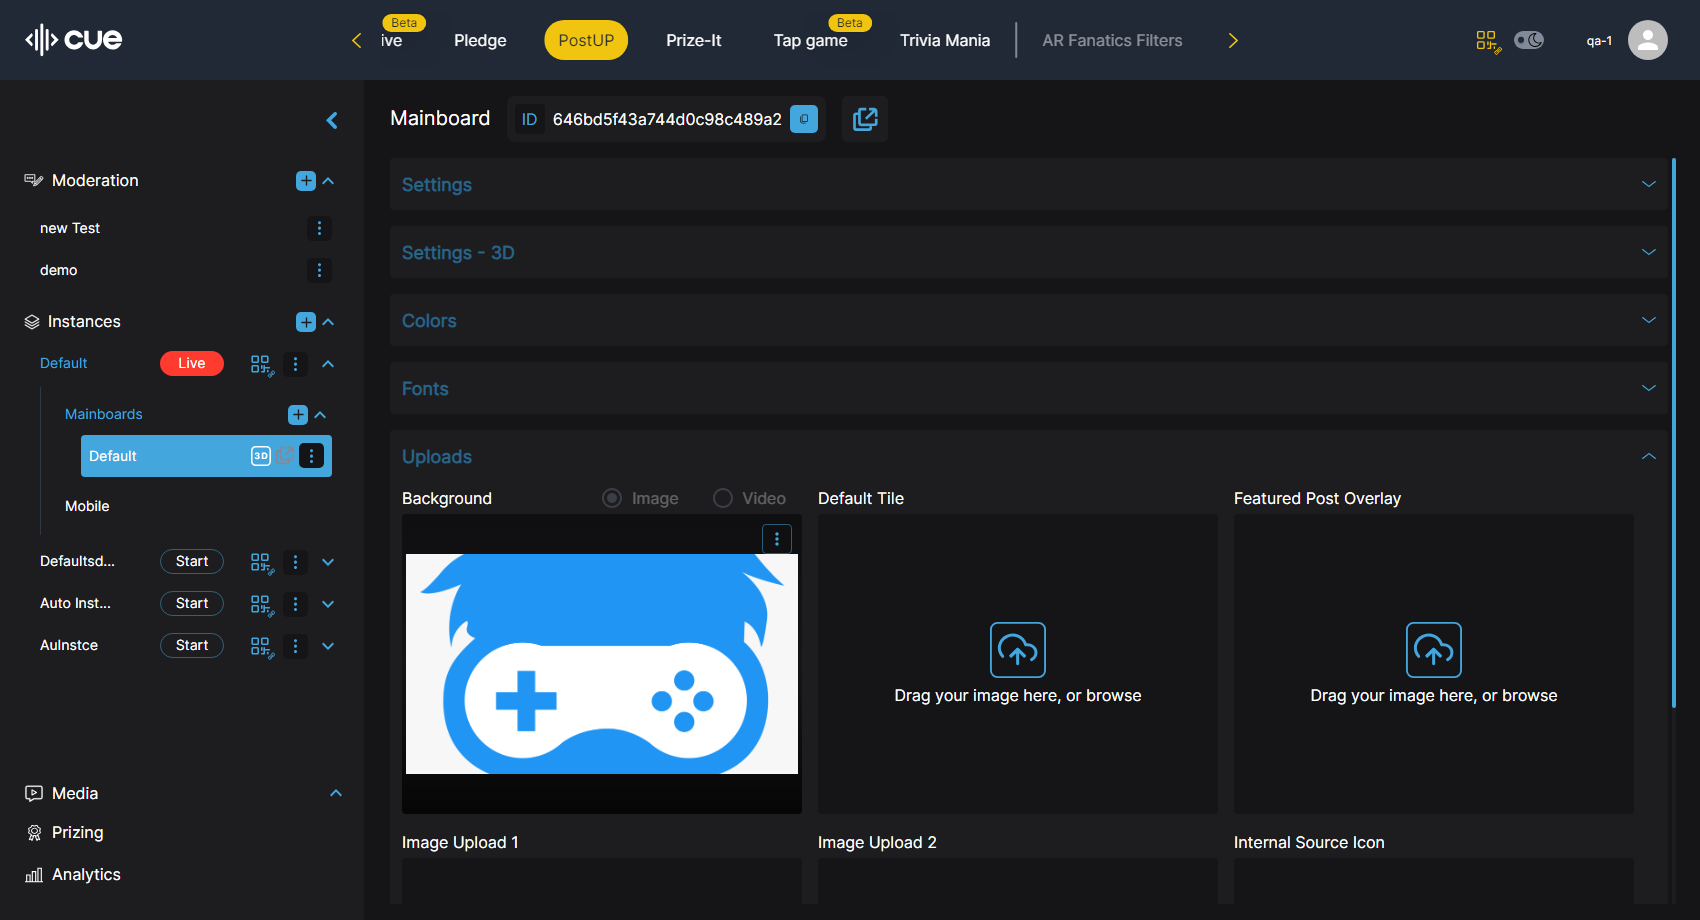 cue
Beta
ive
Pledge
PostUP
Prize-It
Beta
Tap game
Trivia Mania
AR Fanatics Filters
qa-1
Moderation
new Test
demo
Instances
Default
Live
Mainboards
Default
3D
Mobile
Defaultsd...
Start
Auto Inst...
Start
AuInstce
Start
Media
Prizing
Analytics
Mainboard
ID
646bd5f43a744d0c98c489a2
Settings
Settings - 3D
Colors
Fonts
Uploads
Background
Image
Video
Default Tile
Featured Post Overlay
Drag your image here, or browse
Drag your image here, or browse
Image Upload 1
Image Upload 2
Internal Source Icon